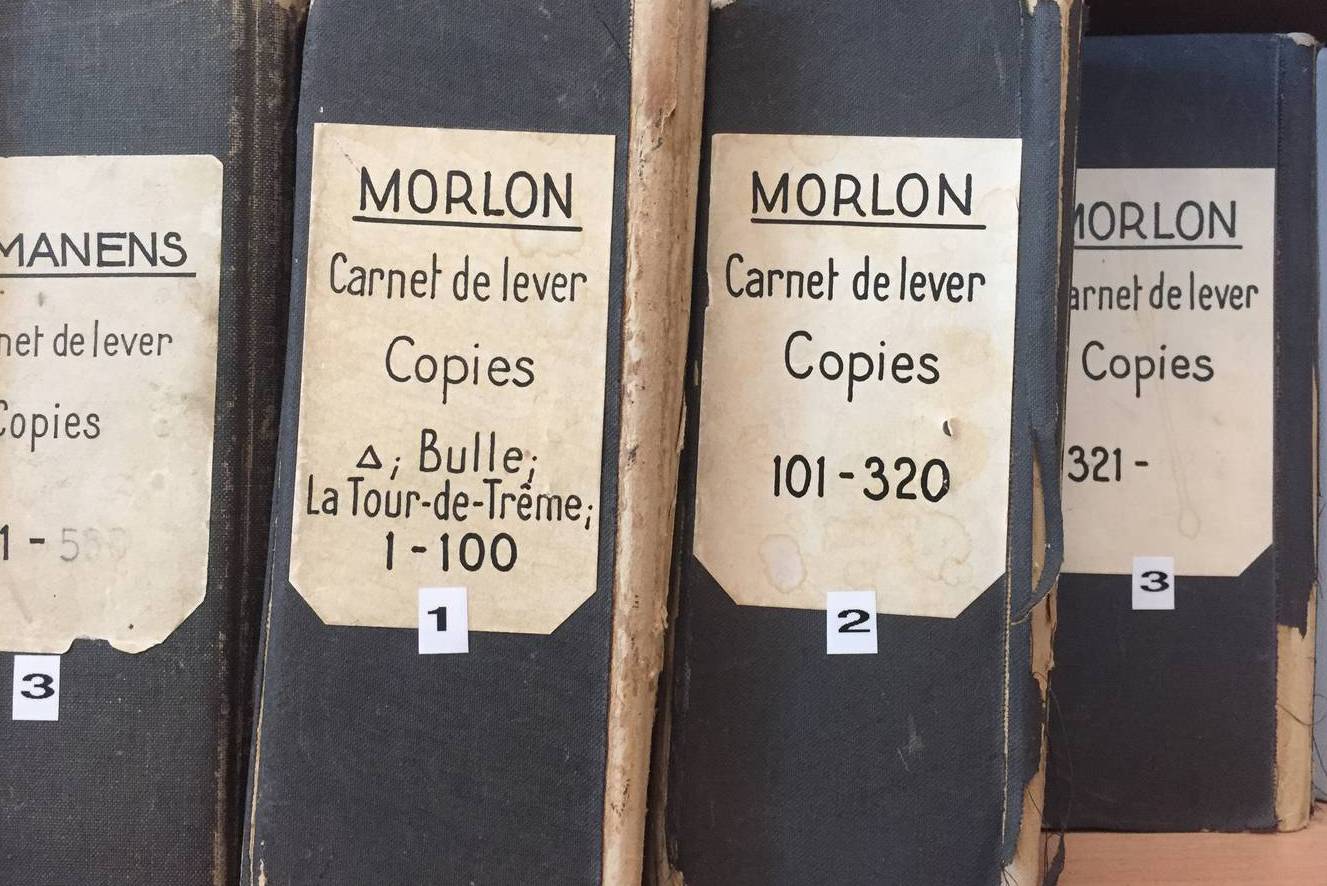 MANENS
net de lever
Copies
1 -
3
MORLON
Carnet de lever
Copies
Δ; Bulle;
La Tour-de-Trême;
1-100
1
MORLON
Carnet de lever
Copies
101-320
2
MORLON
arnet de lever
Copies
321-
3